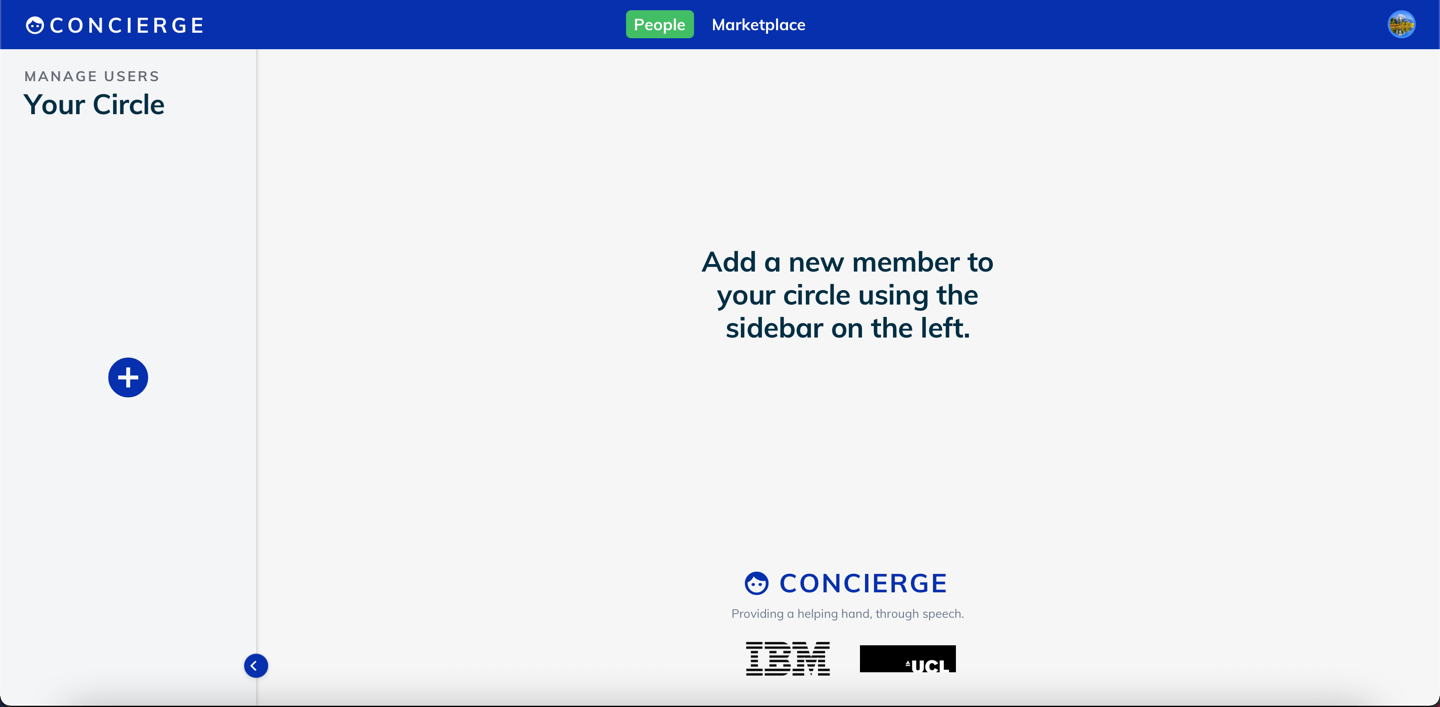 CONCIERGE
People
Marketplace
MANAGE USERS
Your Circle
Add a new member to
your circle using the
sidebar on the left.
CONCIERGE
Providing a helping hand, through speech.
IBM
UCL